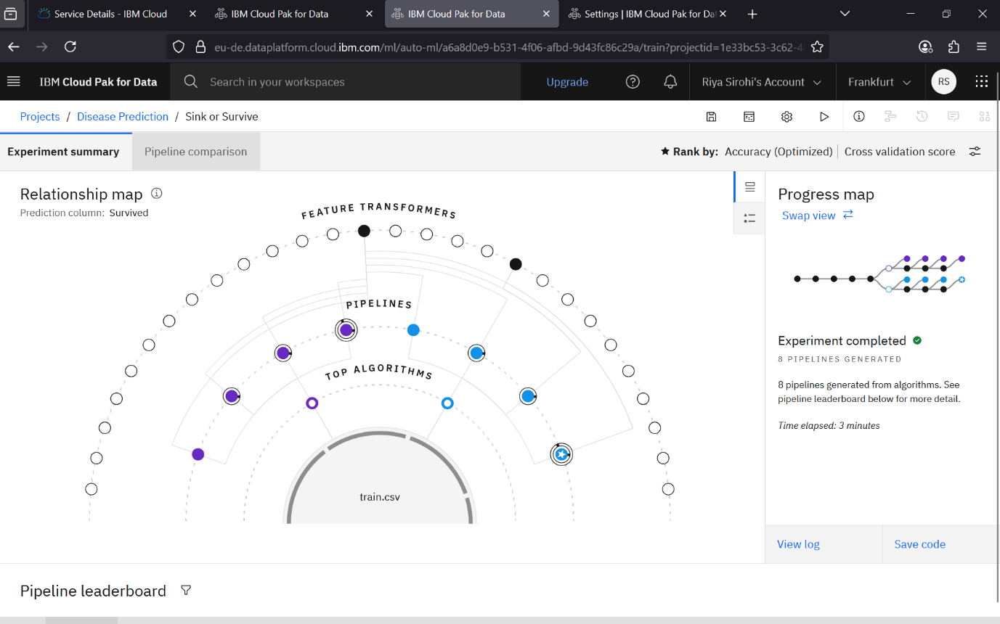 Service Details - IBM Cloud
IBM Cloud Pak for Data
IBM Cloud Pak for Data
Settings | IBM Cloud Pak for Dat
eu-de.dataplatform.cloud.ibm.com/ml/auto-ml/a6a8d0e9-b531-4f06-afbd-9d43fc86c29a/train?projectid=1e33bc53-3c62-4
IBM Cloud Pak for Data
Search in your workspaces
Upgrade
Riya Sirohi's Account
Frankfurt
RS
Projects / Disease Prediction / Sink or Survive
Experiment summary
Pipeline comparison
Rank by: Accuracy (Optimized) | Cross validation score
Relationship map
Prediction column: Survived
FEATURE TRANSFORMERS
PIPELINES
TOP ALGORITHMS
train.csv
Progress map
Swap view
Experiment completed
8 PIPELINES GENERATED
8 pipelines generated from algorithms. See
pipeline leaderboard below for more detail.
Time elapsed: 3 minutes
View log
Save code
Pipeline leaderboard